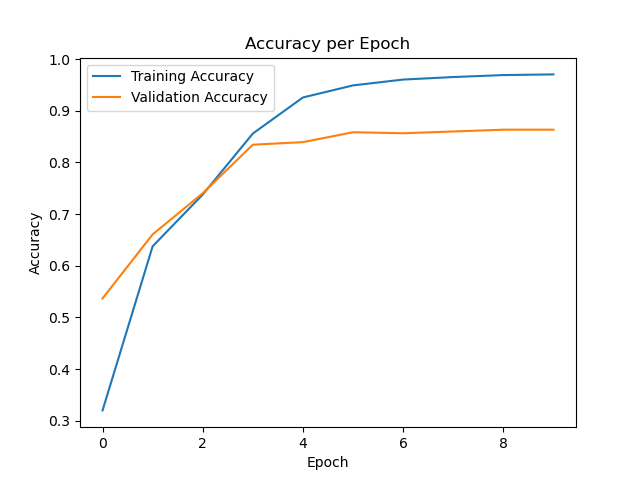 Accuracy per Epoch
Training Accuracy
Validation Accuracy
1.0
0.9
0.8
0.7
0.6
0.5
0.4
0.3
Accuracy
0 2 4 6 8
Epoch